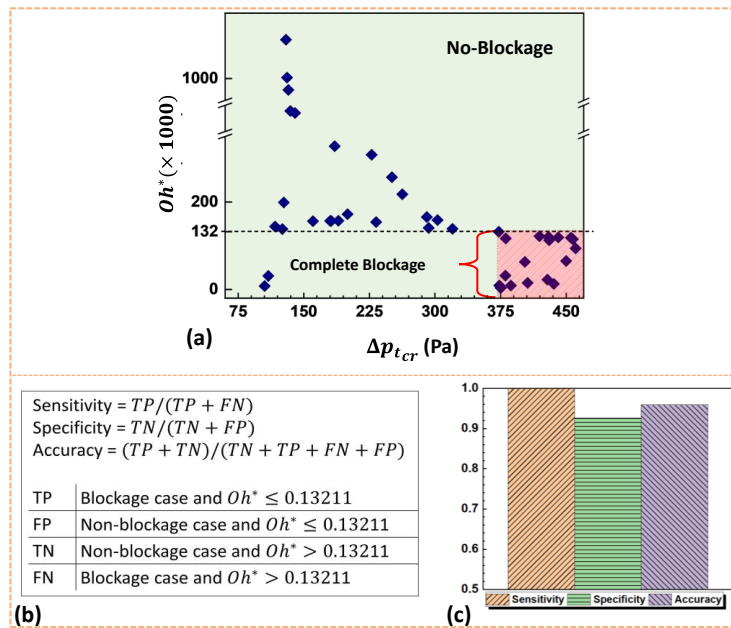 No-Blockage
1000
200
132
0
Oh* (× 1000)
Complete Blockage
75 150 225 300 375 450
(a)
Δp_{t_{cr}} (Pa)
Sensitivity = TP/(TP + FN)
Specificity = TN/(TN + FP)
Accuracy = (TP + TN)/(TN + TP + FN + FP)
TP Blockage case and Oh* ≤ 0.13211
FP Non-blockage case and Oh* ≤ 0.13211
TN Non-blockage case and Oh* > 0.13211
FN Blockage case and Oh* > 0.13211
(b)
1.0
0.9
0.8
0.7
0.6
0.5
Sensitivity Specificity Accuracy
(c)